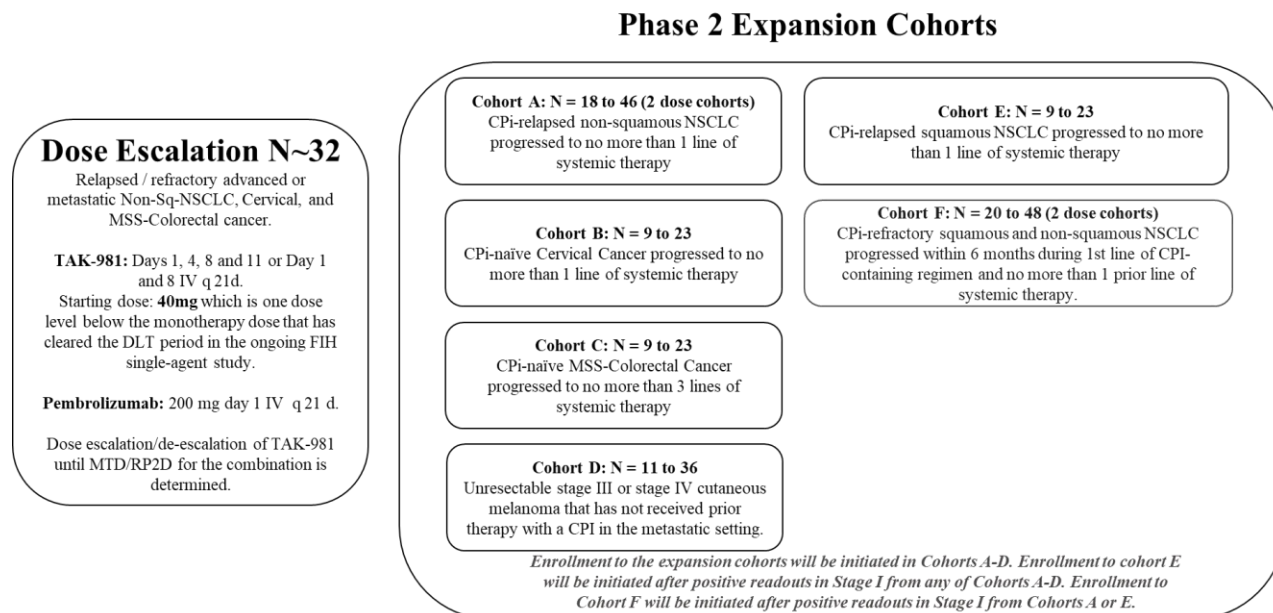 Phase 2 Expansion Cohorts
Dose Escalation N~32
Relapsed / refractory advanced or
metastatic Non-Sq-NSCLC, Cervical, and
MSS-Colorectal cancer.
TAK-981: Days 1, 4, 8 and 11 or Day 1
and 8 IV q 21d.
Starting dose: 40mg which is one dose
level below the monotherapy dose that has
cleared the DLT period in the ongoing FIH
single-agent study.
Pembrolizumab: 200 mg day 1 IV q 21 d.
Dose escalation/de-escalation of TAK-981
until MTD/RP2D for the combination is
determined.
Cohort A: N = 18 to 46 (2 dose cohorts)
CPi-relapsed non-squamous NSCLC
progressed to no more than 1 line of
systemic therapy
Cohort B: N = 9 to 23
CPi-naïve Cervical Cancer progressed to no
more than 1 line of systemic therapy
Cohort C: N = 9 to 23
CPi-naïve MSS-Colorectal Cancer
progressed to no more than 3 lines of
systemic therapy
Cohort D: N = 11 to 36
Unresectable stage III or stage IV cutaneous
melanoma that has not received prior
therapy with a CPI in the metastatic setting.
Cohort E: N = 9 to 23
CPi-relapsed squamous NSCLC progressed to no more
than 1 line of systemic therapy
Cohort F: N = 20 to 48 (2 dose cohorts)
CPi-refractory squamous and non-squamous NSCLC
progressed within 6 months during 1st line of CPI-
containing regimen and no more than 1 prior line of
systemic therapy.
Enrollment to the expansion cohorts will be initiated in Cohorts A-D. Enrollment to cohort E
will be initiated after positive readouts in Stage I from any of Cohorts A-D. Enrollment to
Cohort F will be initiated after positive readouts in Stage I from Cohorts A or E.